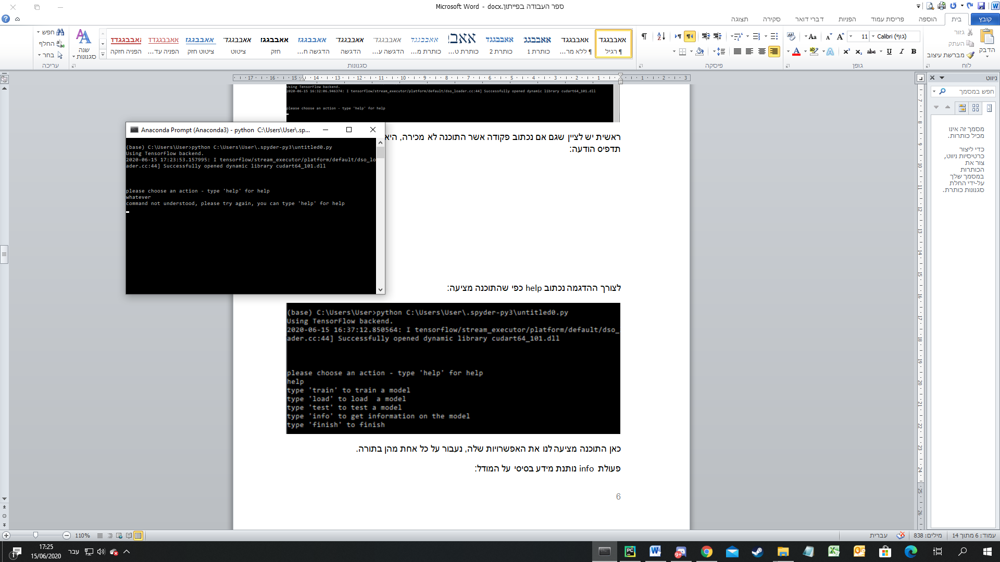 ספר העבודה בפייתון.docx - Microsoft Word
קובץ
בית
הוספה
פריסת עמוד
הפניות
דברי דואר
סקירה
תצוגה
הדבק
גזור
העתק
מברשת עיצוב
לוח
Calibri (גוף)
11
גופן
פיסקה
אאבבגגד
¶ רגיל
אאבבגגד
¶ ללא מר...
אאבבגג
כותרת 1
אאבבגגד
כותרת 2
אאב
כותרת ט...
אאבבגגד
כותרת מ...
אאבבגגד
הדגשה ע...
אאבבגגד
הדגשה
אאבבגגד
הדגשה ח...
אאבבגגד
חזק
אאבבגגד
ציטוט
אאבבגגד
ציטוט חזק
אאבבגגדד
הפניה עד...
אאבבגגדד
הפניה חזקה
סגנונות
שנה
סגנונות
חפש
החלף
בחר
עריכה
ניווט
חפש במסמך
מסמך זה אינו
מכיל כותרות.
כדי ליצור
כרטיסיות ניווט,
צור את
הכותרות
במסמך שלך
על-ידי החלת
סגנונות כותרת.
Using TensorFlow backend.
2020-06-15 16:32:06.946374: I tensorflow/stream_executor/platform/default/dso_loader.cc:44] Successfully opened dynamic library cudart64_101.dll
please choose an action - type 'help' for help
ראשית יש לציין שגם אם נכתוב פקודה אשר התוכנה לא מכירה, היא
תדפיס הודעה:
Anaconda Prompt (Anaconda3) - python C:\Users\User\.sp...
(base) C:\Users\User>python C:\Users\User\.spyder-py3\untitled0.py
Using TensorFlow backend.
2020-06-15 17:23:53.157995: I tensorflow/stream_executor/platform/default/dso_lo
ader.cc:44] Successfully opened dynamic library cudart64_101.dll
please choose an action - type 'help' for help
whatever
command not understood, please try again, you can type 'help' for help
לצורך ההדגמה נכתוב help כפי שהתוכנה מציעה:
(base) C:\Users\User>python C:\Users\User\.spyder-py3\untitled0.py
Using TensorFlow backend.
2020-06-15 16:37:12.850564: I tensorflow/stream_executor/platform/default/dso_
ader.cc:44] Successfully opened dynamic library cudart64_101.dll
please choose an action - type 'help' for help
help
type 'train' to train a model
type 'load' to load  a model
type 'test' to test a model
type 'info' to get information on the model
type 'finish' to finish
כאן התוכנה מציעה לנו את האפשרויות שלה, נעבור על כל אחת מהן בתורה.
פעולת info נותנת מידע בסיסי על המודל:
6
עמוד: 6 מתוך 14
מילים: 838
עברית
110%
17:25
15/06/2020
עבר